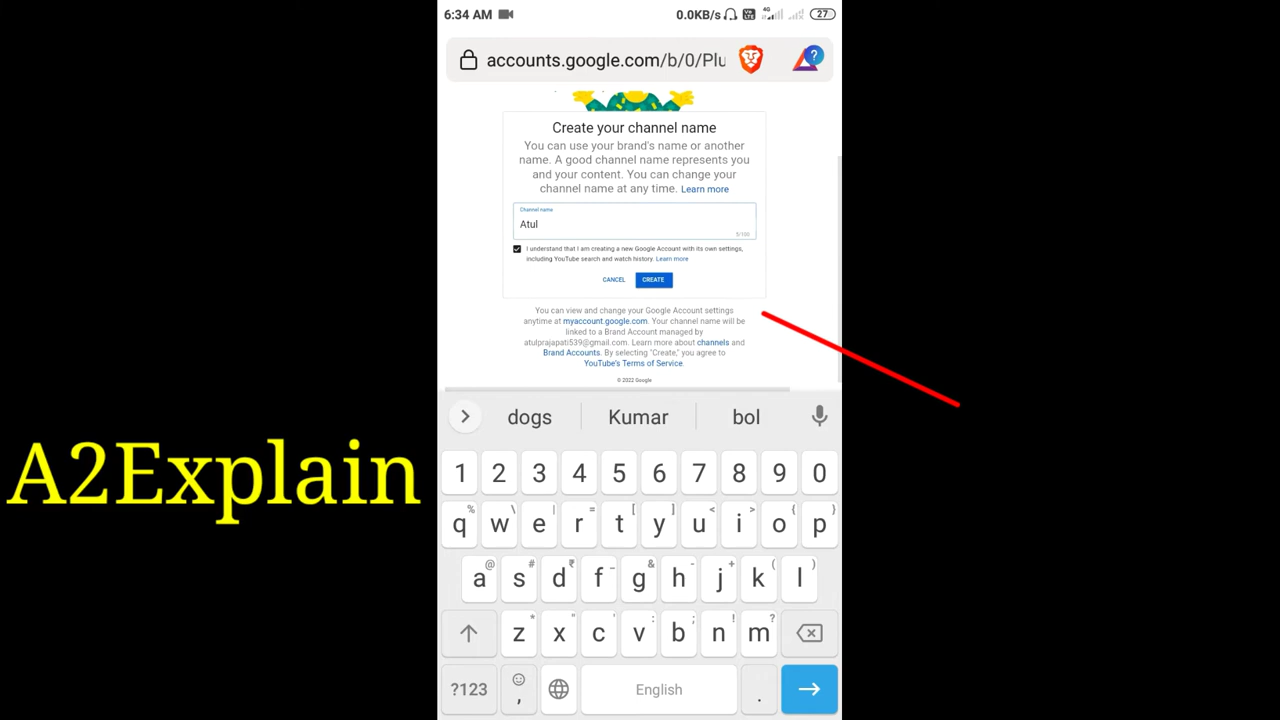 6:34 AM
0.0KB/s
Vo LTE
4G
27
accounts.google.com/b/0/Plu
?
Create your channel name
You can use your brand's name or another
name. A good channel name represents you
and your content. You can change your
channel name at any time. Learn more
Channel name
Atul
5/100
I understand that I am creating a new Google Account with its own settings,
including YouTube search and watch history. Learn more
CANCEL
CREATE
You can view and change your Google Account settings
anytime at myaccount.google.com. Your channel name will be
linked to a Brand Account managed by
atulprajapati539@gmail.com. Learn more about channels and
Brand Accounts. By selecting "Create," you agree to
YouTube's Terms of Service.
© 2022 Google
A2Explain
dogs
Kumar
bol
1 2 3 4 5 6 7 8 9 0
% \ | = [ ] < > { }
q w e r t y u i o p
@ # ₹ _ & - + ( )
a s d f g h j k l
* " ' : ; ! ?
z x c v b n m
?123
,
English
.